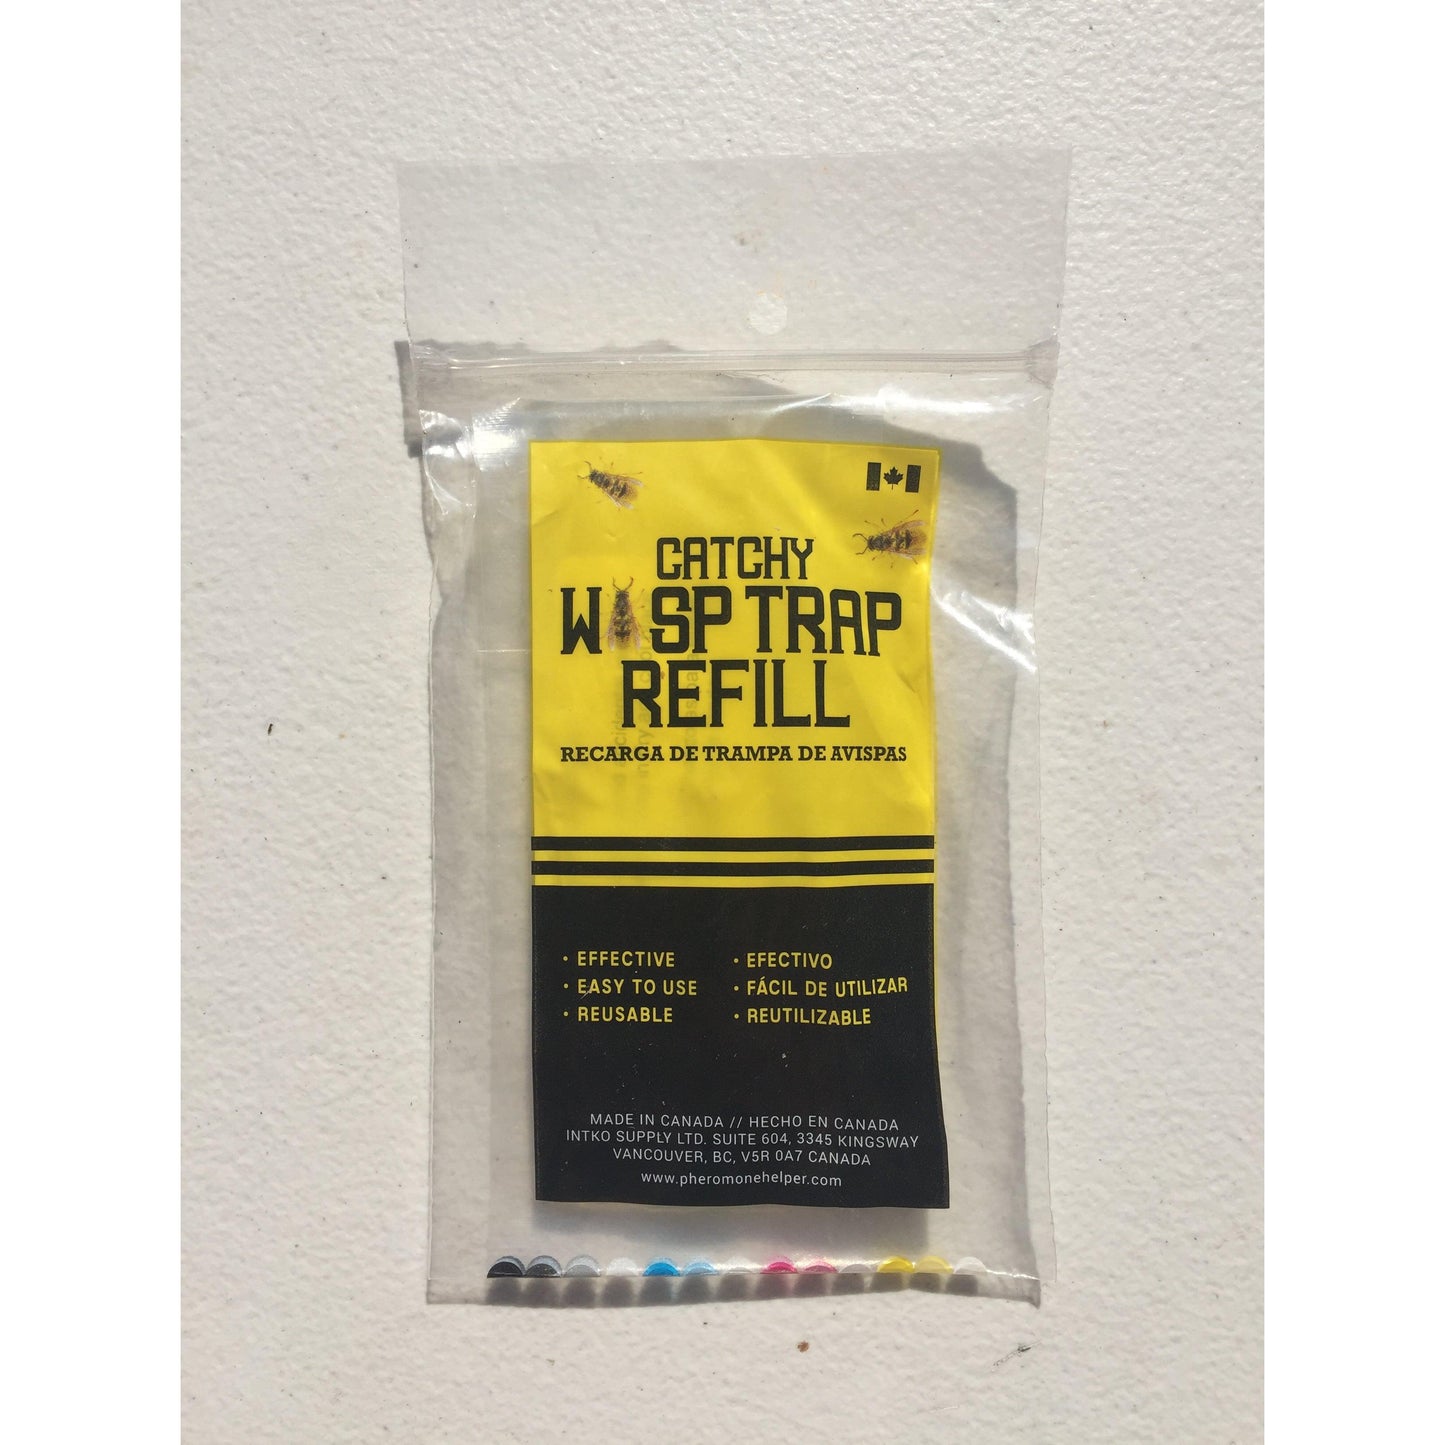 CATCHY
WASP TRAP
REFILL
RECARGA DE TRAMPA DE AVISPAS
• EFFECTIVE
• EASY TO USE
• REUSABLE
• EFECTIVO
• FÁCIL DE UTILIZAR
• REUTILIZABLE
MADE IN CANADA // HECHO EN CANADA
INTKO SUPPLY LTD. SUITE 604, 3345 KINGSWAY
VANCOUVER, BC, V5R 0A7 CANADA
www.pheromonehelper.com